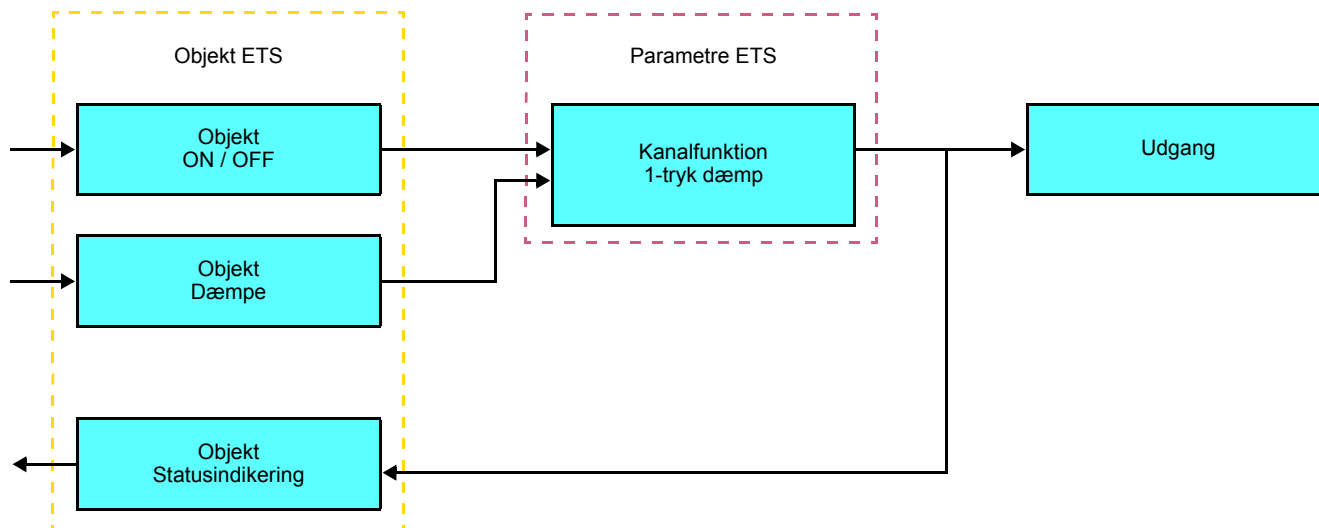 Objekt ETS
Parametre ETS
Objekt
ON / OFF
Kanalfunktion
1-tryk dæmp
Udgang
Objekt
Dæmpe
Objekt
Statusindikering